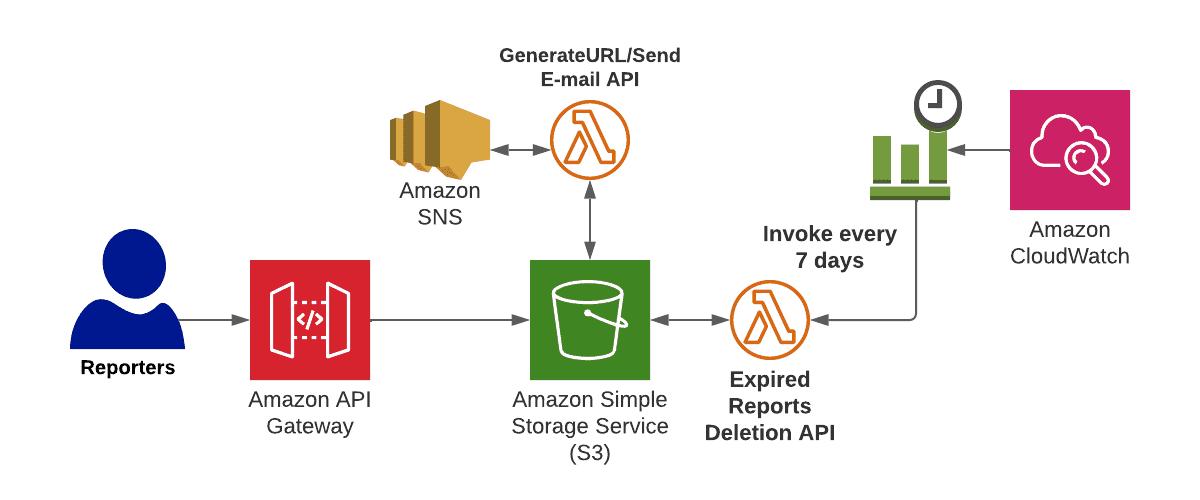 GenerateURL/Send
E-mail API
Amazon
SNS
Invoke every
7 days
Amazon
CloudWatch
Reporters
</>
Amazon API
Gateway
Amazon Simple
Storage Service
(S3)
Expired
Reports
Deletion API